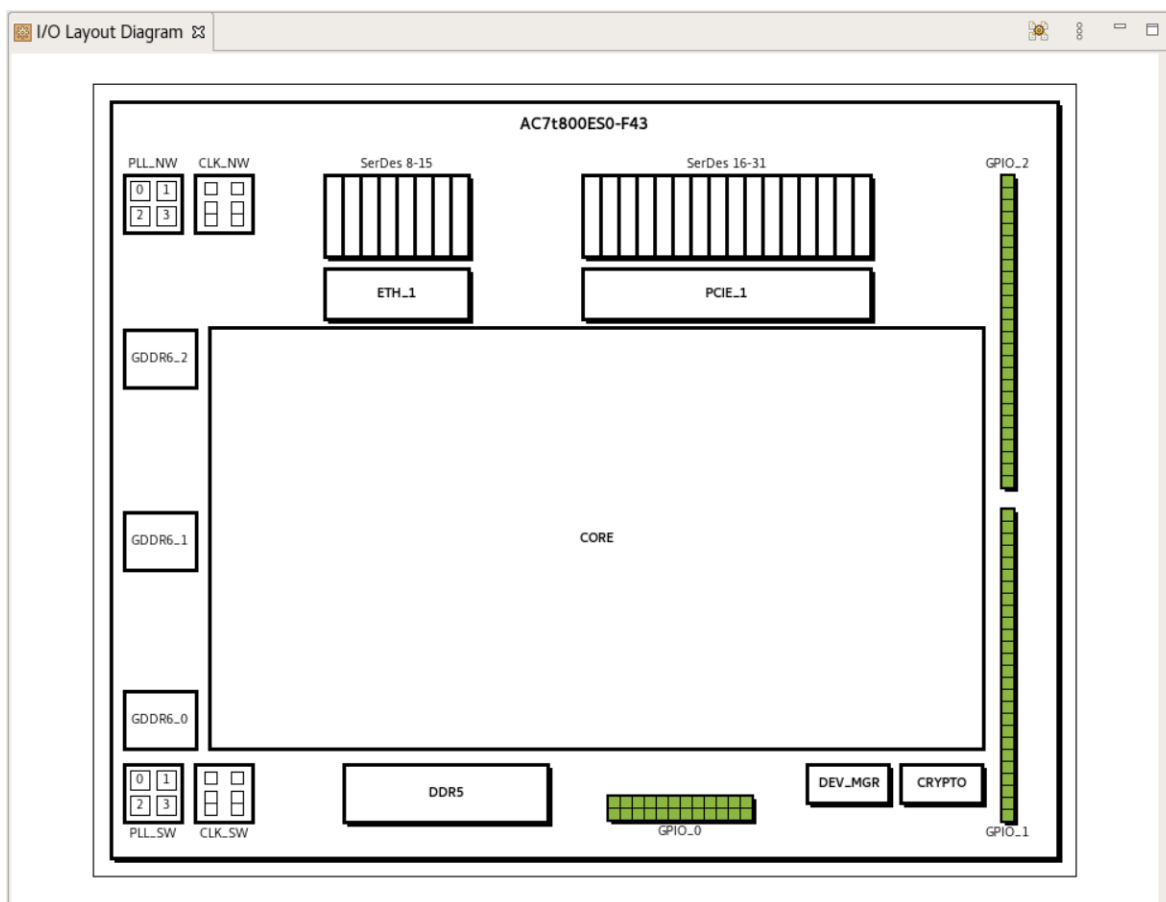 I/O Layout Diagram
AC7t800ES0-F43
PLL_NW CLK_NW SerDes 8-15 SerDes 16-31 GPIO_2
0 1
2 3
ETH_1 PCIE_1
GDDR6_2
CORE
GDDR6_1
GDDR6_0
0 1
2 3
DDR5
DEV_MGR CRYPTO
PLL_SW CLK_SW GPIO_0 GPIO_1